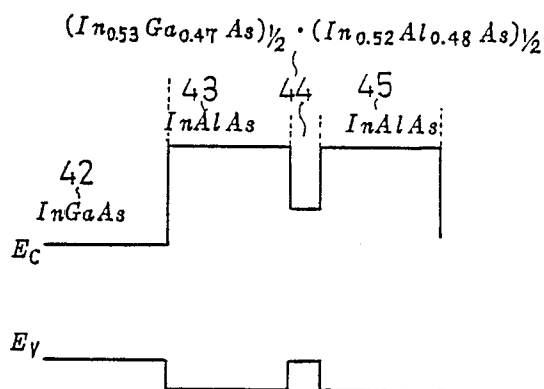 (In0.53 Ga0.47 As)½ · (In0.52 Al0.48 As)½
43 44 45
InAlAs InAlAs
42
InGaAs
EC
EV